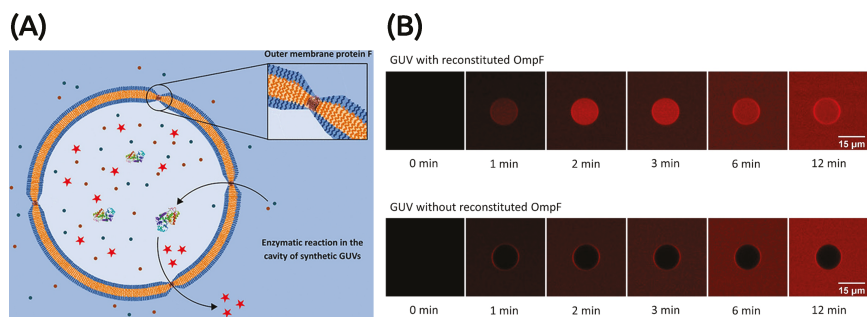 (A)
Outer membrane protein F
Enzymatic reaction in the
cavity of synthetic GUVs
(B)
GUV with reconstituted OmpF
15 µm
0 min 1 min 2 min 3 min 6 min 12 min
GUV without reconstituted OmpF
15 µm
0 min 1 min 2 min 3 min 6 min 12 min